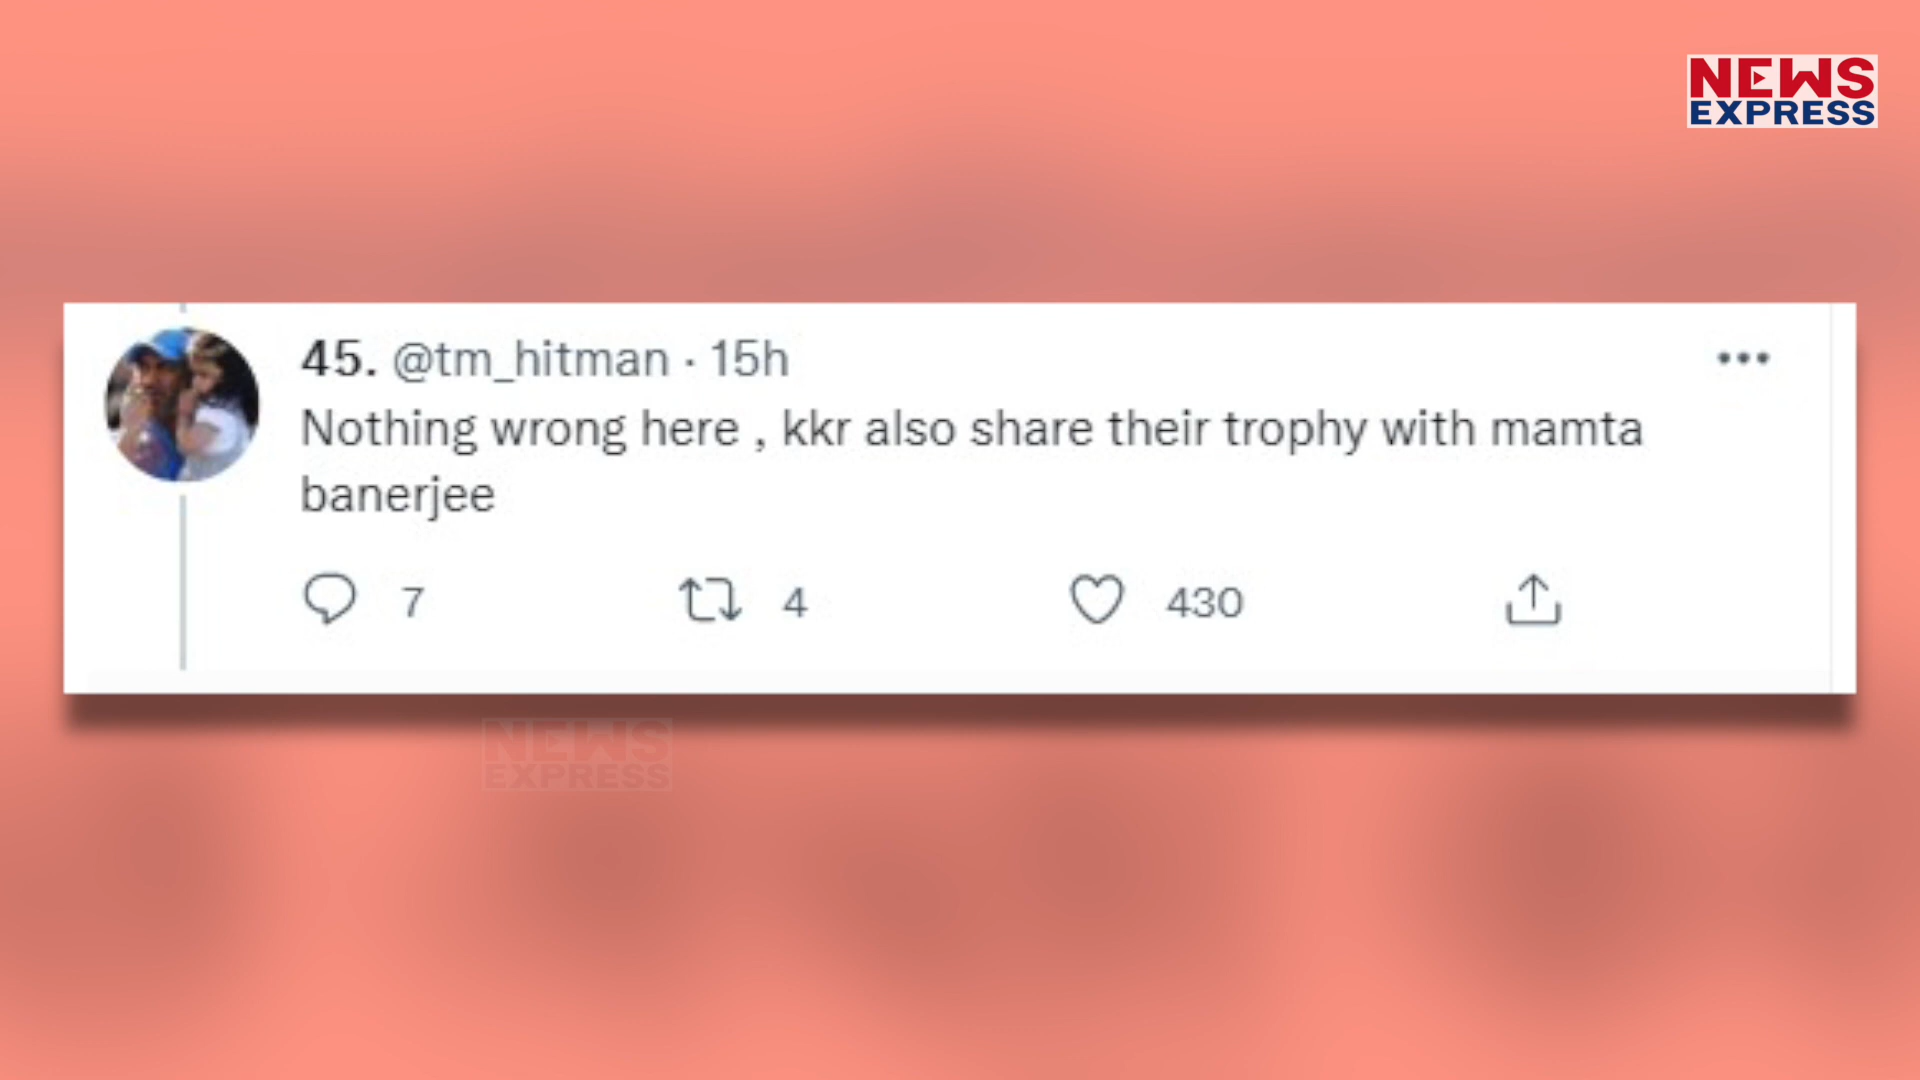 NEWS
EXPRESS
45. @tm_hitman · 15h
Nothing wrong here , kkr also share their trophy with mamta
banerjee
7 4 430
NEWS
EXPRESS